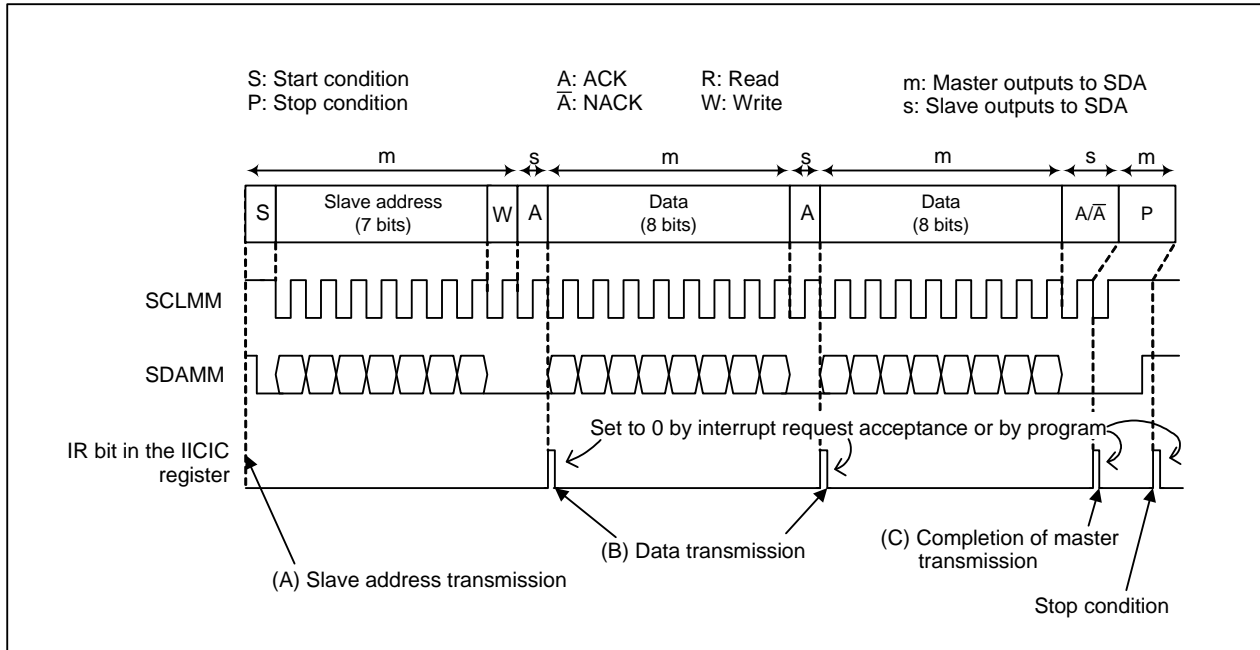 S: Start condition
P: Stop condition
A: ACK
A̅: NACK
R: Read
W: Write
m: Master outputs to SDA
s: Slave outputs to SDA
m s m s m s m
S Slave address (7 bits) W A Data (8 bits) A Data (8 bits) A/A̅ P
SCLMM
SDAMM
Set to 0 by interrupt request acceptance or by program
IR bit in the IICIC
register
(A) Slave address transmission
(B) Data transmission
(C) Completion of master
transmission
Stop condition